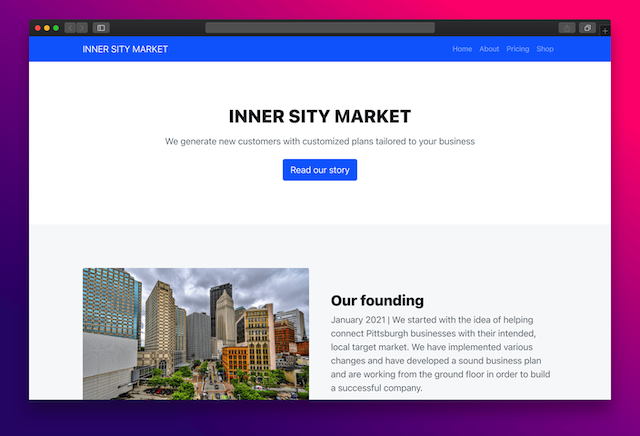 INNER SITY MARKET
Home About Pricing Shop
INNER SITY MARKET
We generate new customers with customized plans tailored to your business
Read our story
Our founding
January 2021 | We started with the idea of helping
connect Pittsburgh businesses with their intended,
local target market. We have implemented various
changes and have developed a sound business plan
and are working from the ground floor in order to build
a successful company.